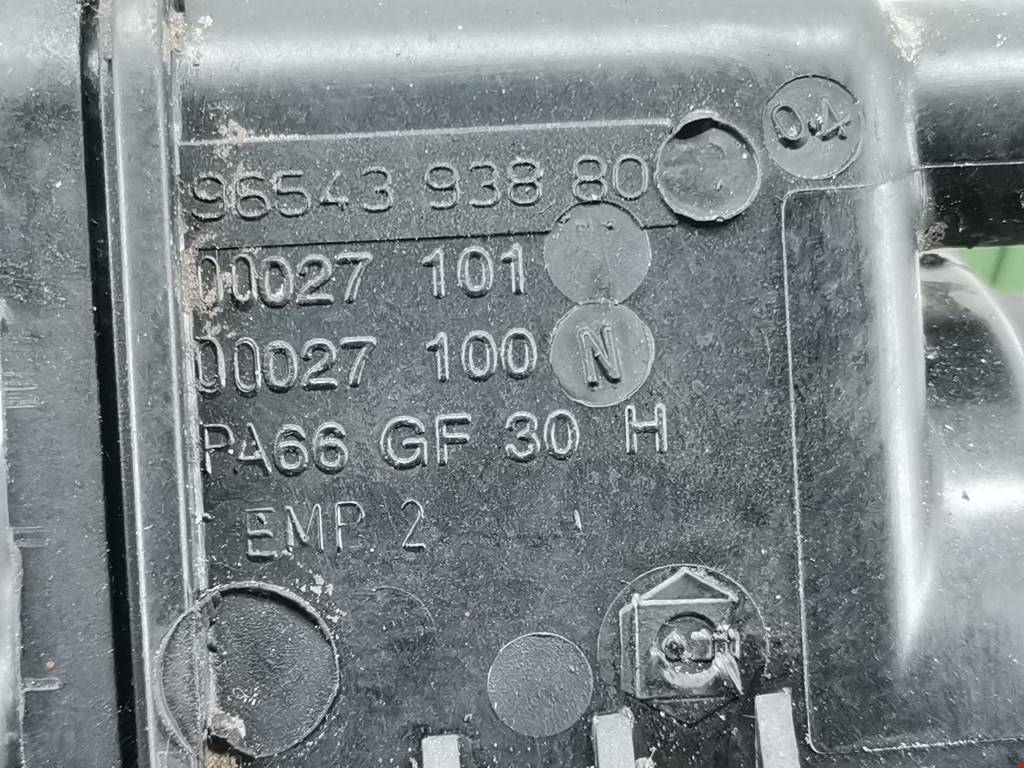 04
96543 938 80
00027 101
00027 100 N
PA66 GF 30 H
EMP 2